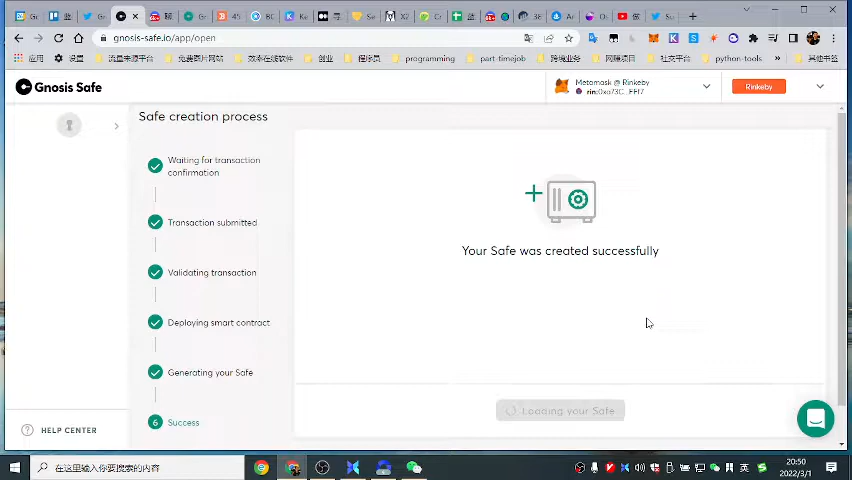 Gn
gnosis-safe.io/app/open
应用
设置
流量来源平台
免费图片网站
效率在线软件
创业
程序员
programming
part-timejob
跨境业务
网赚项目
社交平台
python-tools
»
其他书签
Gnosis Safe
Metamask @ Rinkeby
Rinkeby
Safe creation process
Waiting for transaction
confirmation
Transaction submitted
Validating transaction
Deploying smart contract
Generating your Safe
6 Success
Your Safe was created successfully
Loading your Safe
HELP CENTER
在这里输入你要搜索的内容
英
20:50
2022/3/1